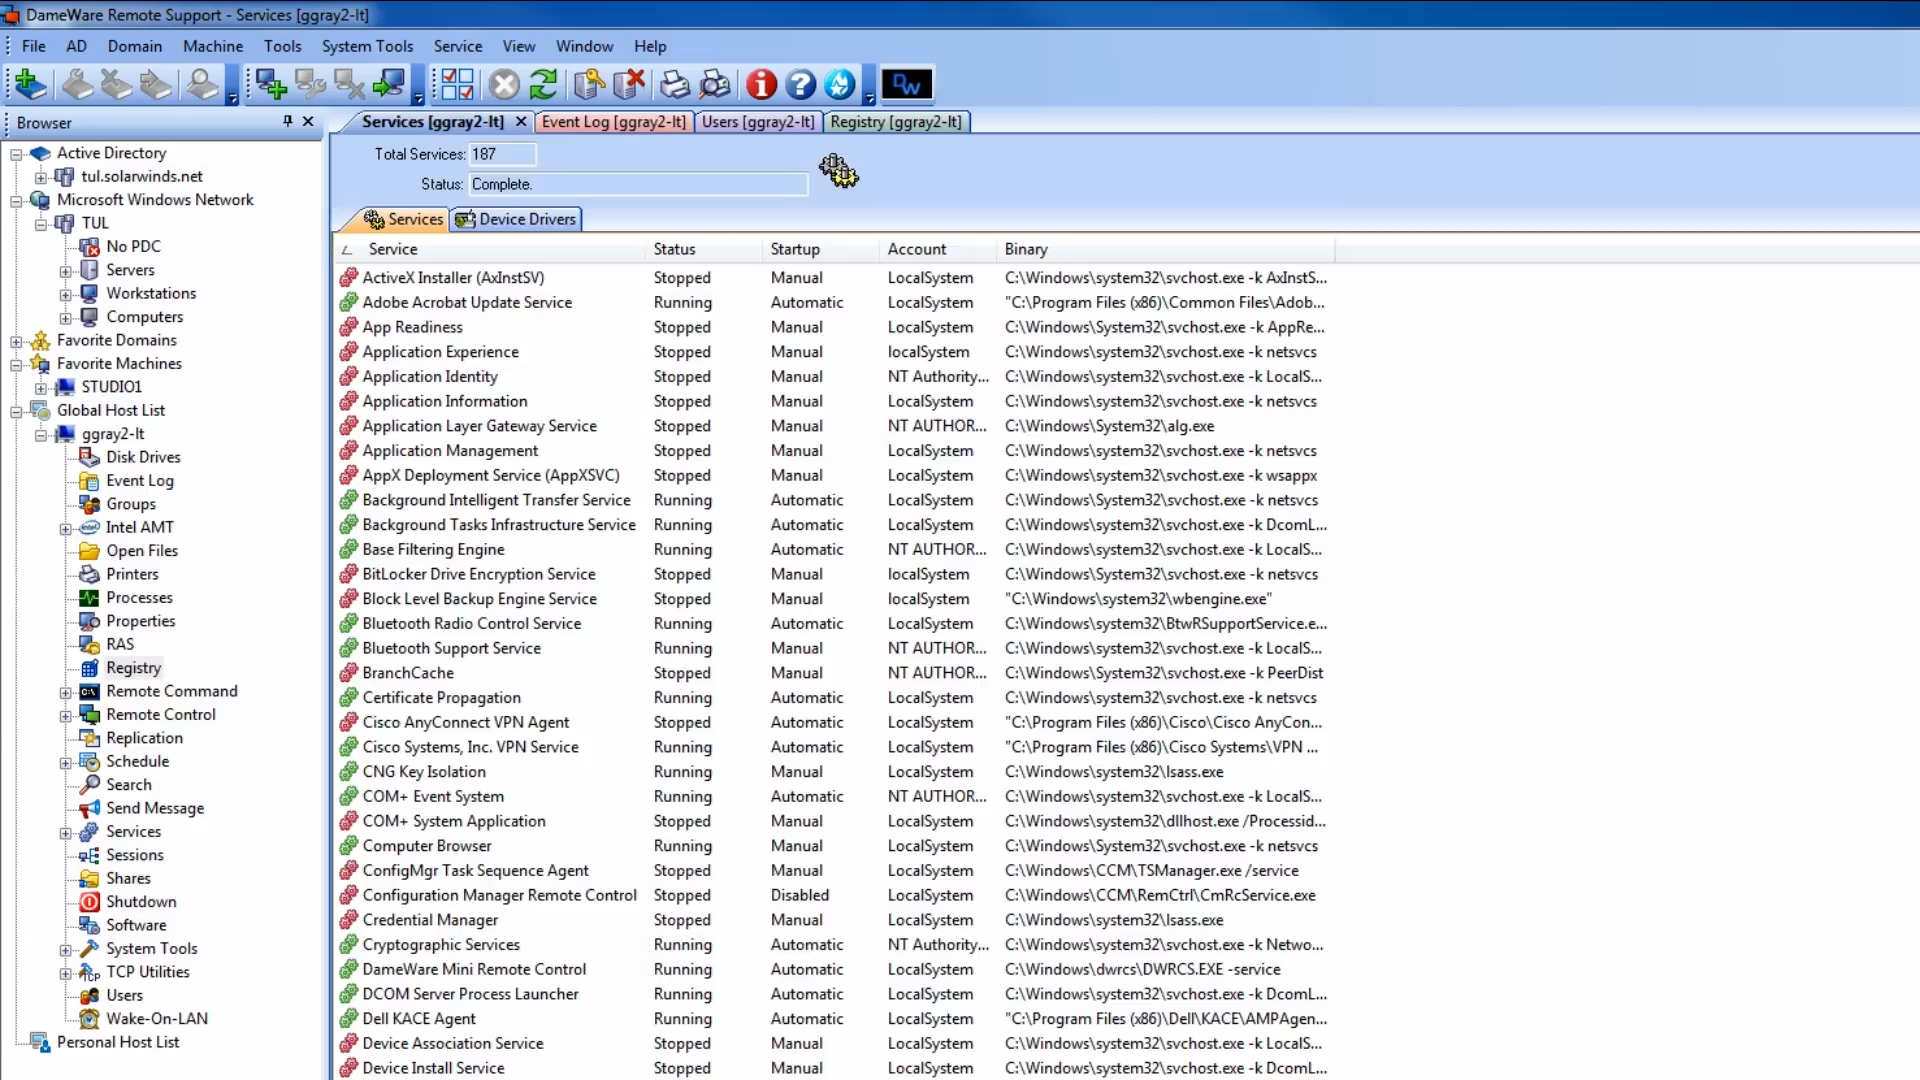 DameWare Remote Support - Services [ggray2-lt]
File AD Domain Machine Tools System Tools Service View Window Help
DW
Browser
Active Directory
tul.solarwinds.net
Microsoft Windows Network
TUL
No PDC
Servers
Workstations
Computers
Favorite Domains
Favorite Machines
STUDIO1
Global Host List
ggray2-lt
Disk Drives
Event Log
Groups
Intel AMT
Open Files
Printers
Processes
Properties
RAS
Registry
Remote Command
Remote Control
Replication
Schedule
Search
Send Message
Services
Sessions
Shares
Shutdown
Software
System Tools
TCP Utilities
Users
Wake-On-LAN
Personal Host List
Services [ggray2-lt] Event Log [ggray2-lt] Users [ggray2-lt] Registry [ggray2-lt]
Total Services: 187
Status: Complete.
Services Device Drivers
Service Status Startup Account Binary
ActiveX Installer (AxInstSV) Stopped Manual LocalSystem C:\Windows\system32\svchost.exe -k AxInstS...
Adobe Acrobat Update Service Running Automatic LocalSystem "C:\Program Files (x86)\Common Files\Adob...
App Readiness Stopped Manual LocalSystem C:\Windows\System32\svchost.exe -k AppRe...
Application Experience Stopped Manual localSystem C:\Windows\system32\svchost.exe -k netsvcs
Application Identity Stopped Manual NT Authority... C:\Windows\system32\svchost.exe -k LocalS...
Application Information Stopped Manual LocalSystem C:\Windows\system32\svchost.exe -k netsvcs
Application Layer Gateway Service Stopped Manual NT AUTHOR... C:\Windows\System32\alg.exe
Application Management Stopped Manual LocalSystem C:\Windows\system32\svchost.exe -k netsvcs
AppX Deployment Service (AppXSVC) Stopped Manual LocalSystem C:\Windows\system32\svchost.exe -k wsappx
Background Intelligent Transfer Service Running Automatic LocalSystem C:\Windows\System32\svchost.exe -k netsvcs
Background Tasks Infrastructure Service Running Automatic LocalSystem C:\Windows\system32\svchost.exe -k DcomL...
Base Filtering Engine Running Automatic NT AUTHOR... C:\Windows\system32\svchost.exe -k LocalS...
BitLocker Drive Encryption Service Stopped Manual localSystem C:\Windows\System32\svchost.exe -k netsvcs
Block Level Backup Engine Service Stopped Manual localSystem "C:\Windows\system32\wbengine.exe"
Bluetooth Radio Control Service Running Automatic LocalSystem C:\Windows\system32\BtwRSupportService.e...
Bluetooth Support Service Running Manual NT AUTHOR... C:\Windows\system32\svchost.exe -k LocalS...
BranchCache Stopped Manual NT AUTHOR... C:\Windows\System32\svchost.exe -k PeerDist
Certificate Propagation Running Automatic LocalSystem C:\Windows\system32\svchost.exe -k netsvcs
Cisco AnyConnect VPN Agent Stopped Automatic LocalSystem "C:\Program Files (x86)\Cisco\Cisco AnyCon...
Cisco Systems, Inc. VPN Service Running Automatic LocalSystem "C:\Program Files (x86)\Cisco Systems\VPN ...
CNG Key Isolation Running Manual LocalSystem C:\Windows\system32\lsass.exe
COM+ Event System Running Automatic NT AUTHOR... C:\Windows\system32\svchost.exe -k LocalS...
COM+ System Application Stopped Manual LocalSystem C:\Windows\system32\dllhost.exe /Processid...
Computer Browser Running Manual LocalSystem C:\Windows\System32\svchost.exe -k netsvcs
ConfigMgr Task Sequence Agent Stopped Manual LocalSystem C:\Windows\CCM\TSManager.exe /service
Configuration Manager Remote Control Stopped Disabled LocalSystem C:\Windows\CCM\RemCtrl\CmRcService.exe
Credential Manager Stopped Manual LocalSystem C:\Windows\system32\lsass.exe
Cryptographic Services Running Automatic NT Authority... C:\Windows\system32\svchost.exe -k Netwo...
DameWare Mini Remote Control Running Automatic LocalSystem C:\Windows\dwrcs\DWRCS.EXE -service
DCOM Server Process Launcher Running Automatic LocalSystem C:\Windows\system32\svchost.exe -k DcomL...
Dell KACE Agent Running Automatic LocalSystem "C:\Program Files (x86)\Dell\KACE\AMPAgen...
Device Association Service Stopped Manual LocalSystem C:\Windows\system32\svchost.exe -k LocalS...
Device Install Service Stopped Manual LocalSystem C:\Windows\system32\svchost.exe -k DcomL...